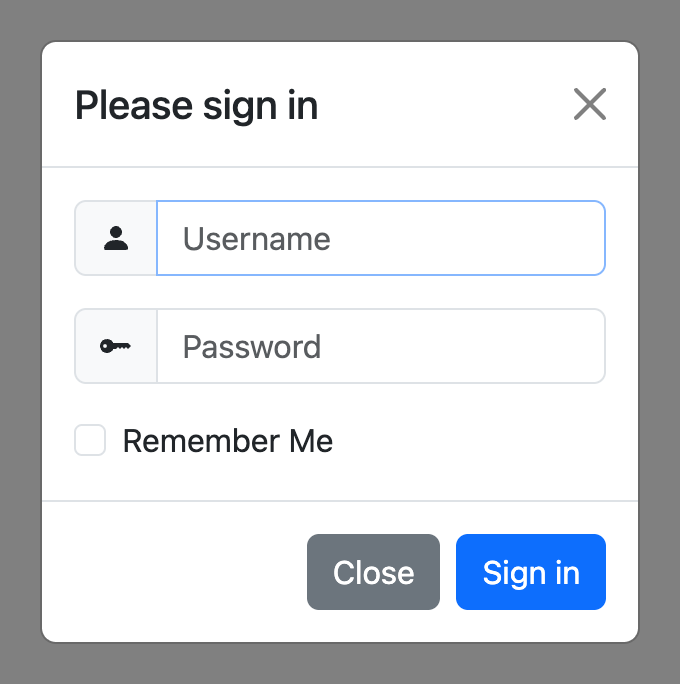 Please sign in
Username
Password
Remember Me
Close
Sign in